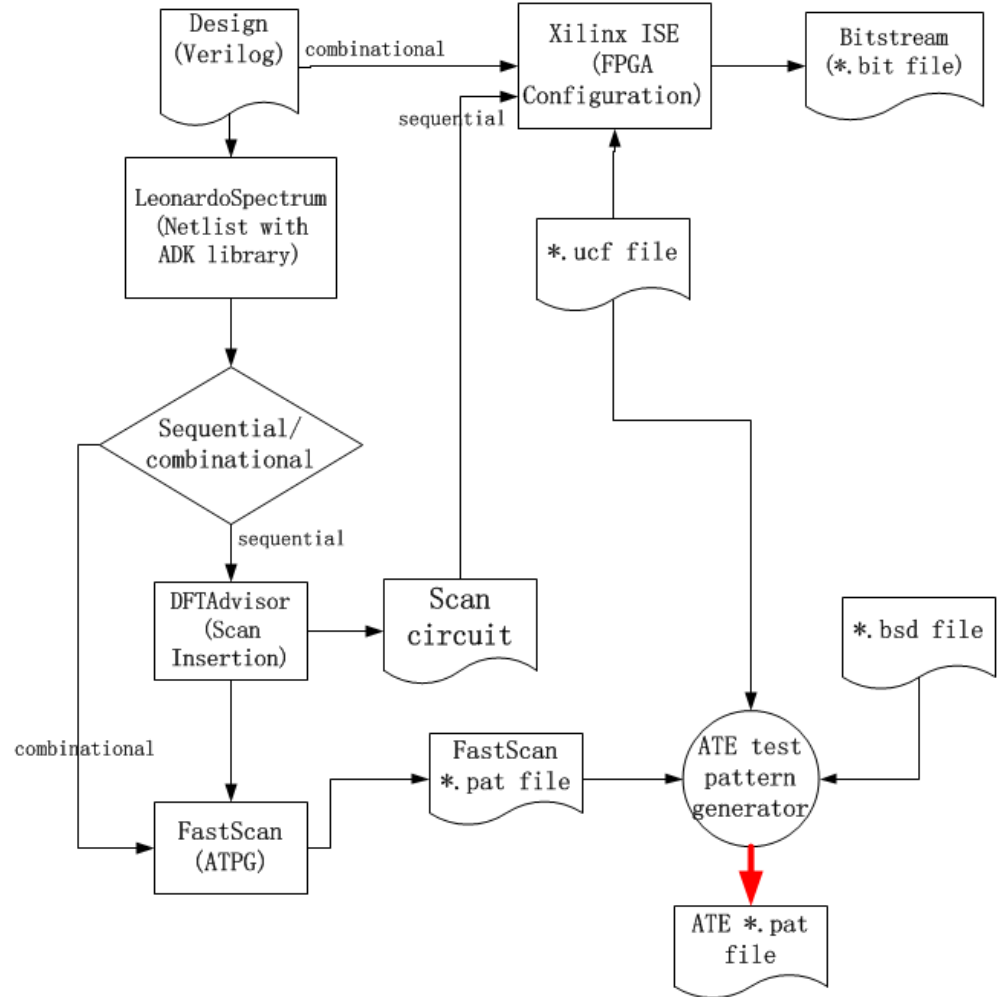 Design
(Verilog)
combinational
Xilinx ISE
(FPGA
Configuration)
Bitstream
(*.bit file)
sequential
LeonardoSpectrum
(Netlist with
ADK library)
*.ucf file
Sequential/
combinational
sequential
DFTAdvisor
(Scan
Insertion)
Scan
circuit
*.bsd file
combinational
FastScan
*.pat file
ATE test
pattern
generator
FastScan
(ATPG)
ATE *.pat
file